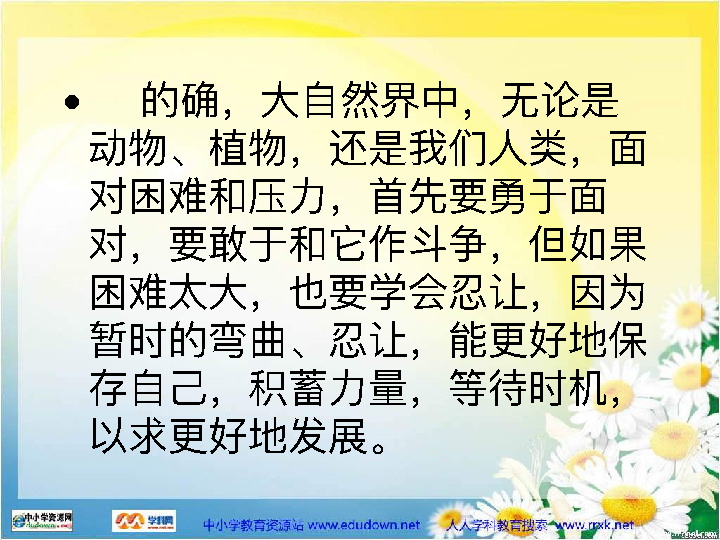 • 的确，大自然界中，无论是
动物、植物，还是我们人类，面
对困难和压力，首先要勇于面
对，要敢于和它作斗争，但如果
困难太大，也要学会忍让，因为
暂时的弯曲、忍让，能更好地保
存自己，积蓄力量，等待时机，
以求更好地发展。
中小学资源网 学科网 中小学教育资源站 www.edudown.net 人人学科教育搜索 www.rrxk.net